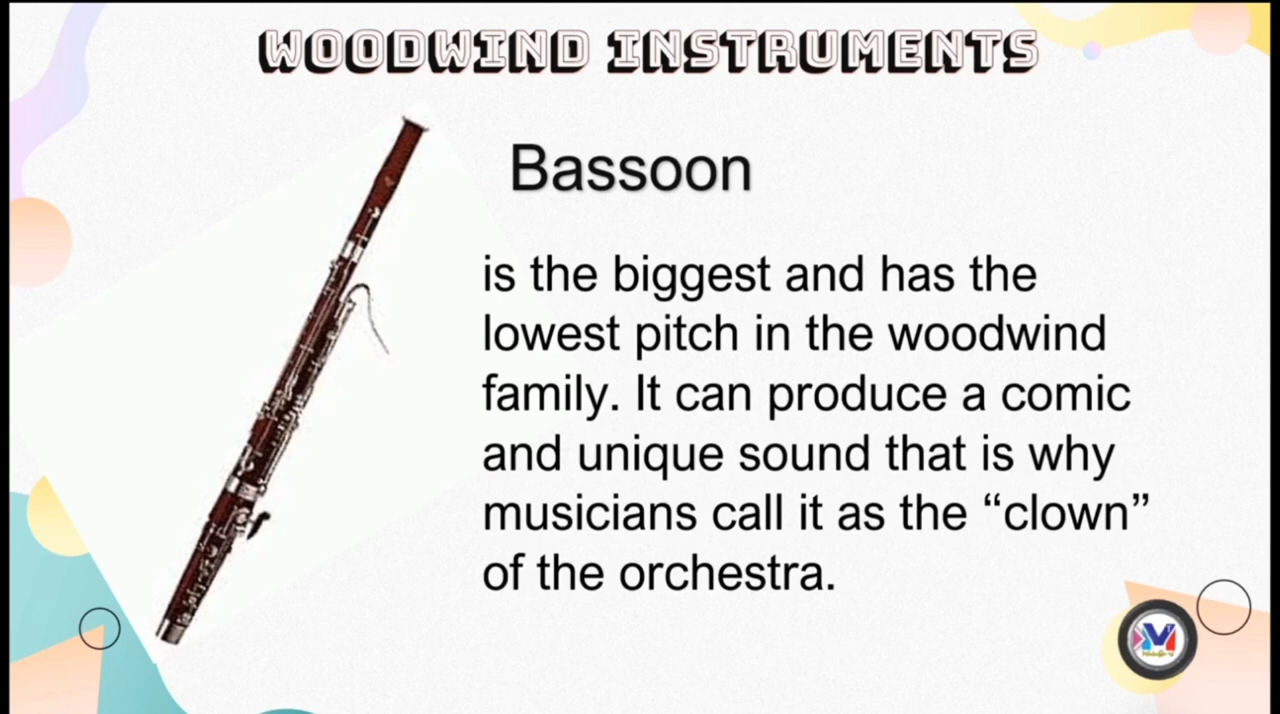 WOODWIND INSTRUMENTS
Bassoon
is the biggest and has the
lowest pitch in the woodwind
family. It can produce a comic
and unique sound that is why
musicians call it as the “clown”
of the orchestra.